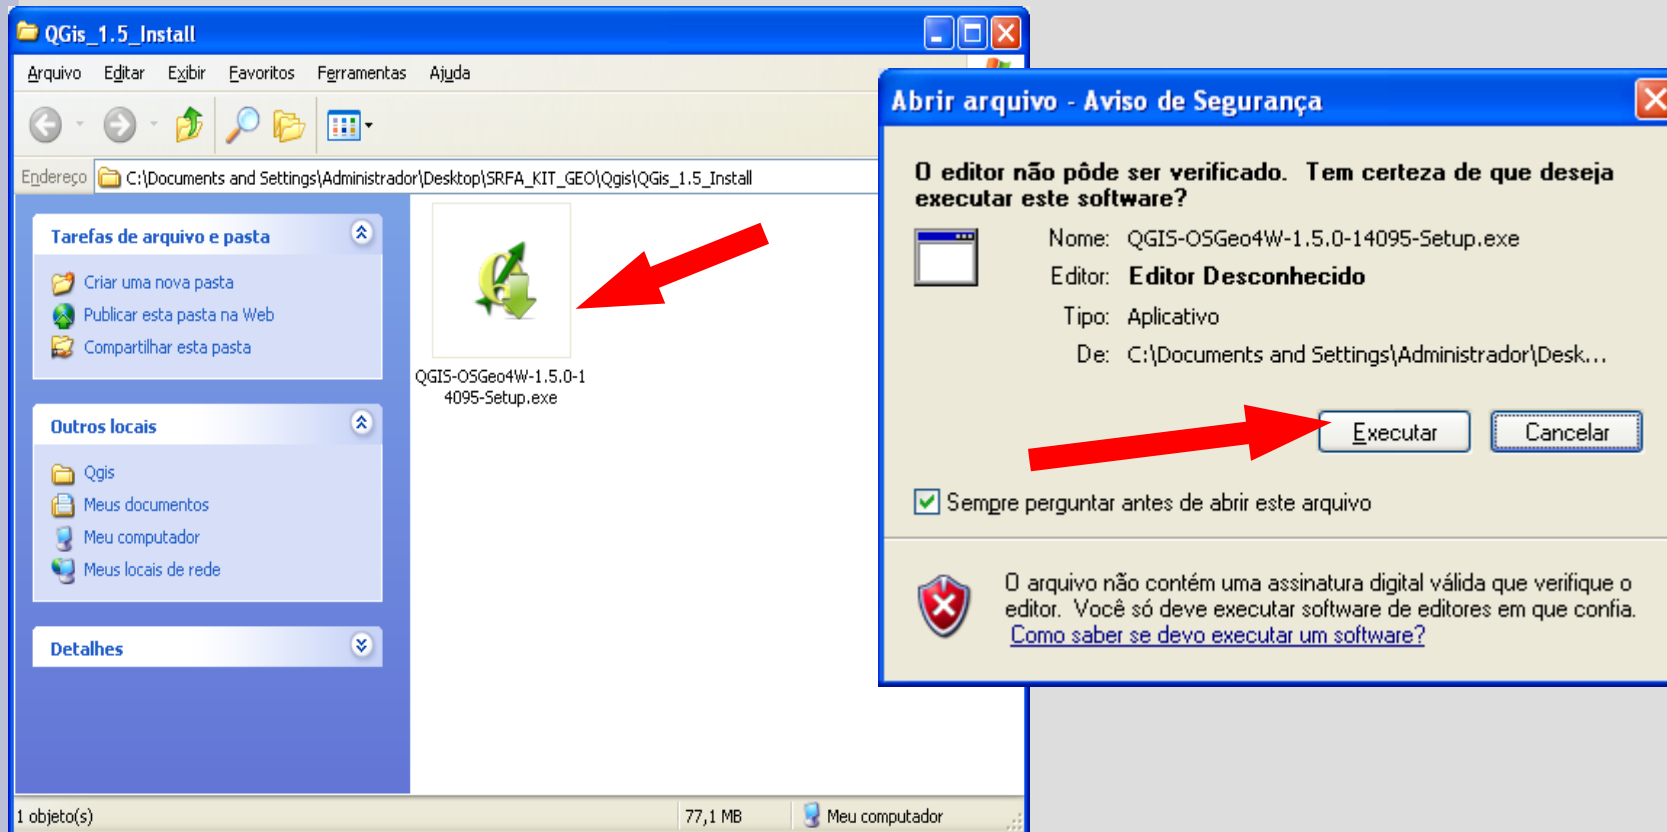 QGis_1.5_Install
Arquivo Editar Exibir Favoritos Ferramentas Ajuda
Endereço C:\Documents and Settings\Administrador\Desktop\SRFA_KIT_GEO\Qgis\QGis_1.5_Install
Tarefas de arquivo e pasta
Criar uma nova pasta
Publicar esta pasta na Web
Compartilhar esta pasta
Outros locais
Qgis
Meus documentos
Meu computador
Meus locais de rede
Detalhes
QGIS-OSGeo4W-1.5.0-1
4095-Setup.exe
1 objeto(s) 77,1 MB Meu computador
Abrir arquivo - Aviso de Segurança
O editor não pôde ser verificado. Tem certeza de que deseja
executar este software?
Nome: QGIS-OSGeo4W-1.5.0-14095-Setup.exe
Editor: Editor Desconhecido
Tipo: Aplicativo
De: C:\Documents and Settings\Administrador\Desk...
Executar Cancelar
Sempre perguntar antes de abrir este arquivo
O arquivo não contém uma assinatura digital válida que verifique o
editor. Você só deve executar software de editores em que confia.
Como saber se devo executar um software?